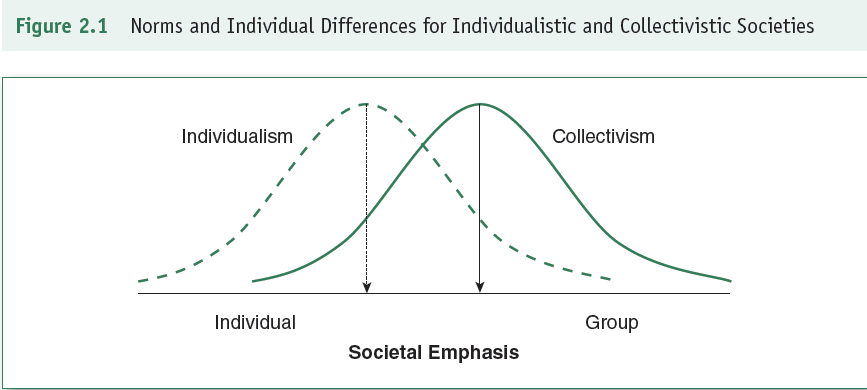 Figure 2.1 Norms and Individual Differences for Individualistic and Collectivistic Societies
Individualism
Collectivism
Individual
Group
Societal Emphasis